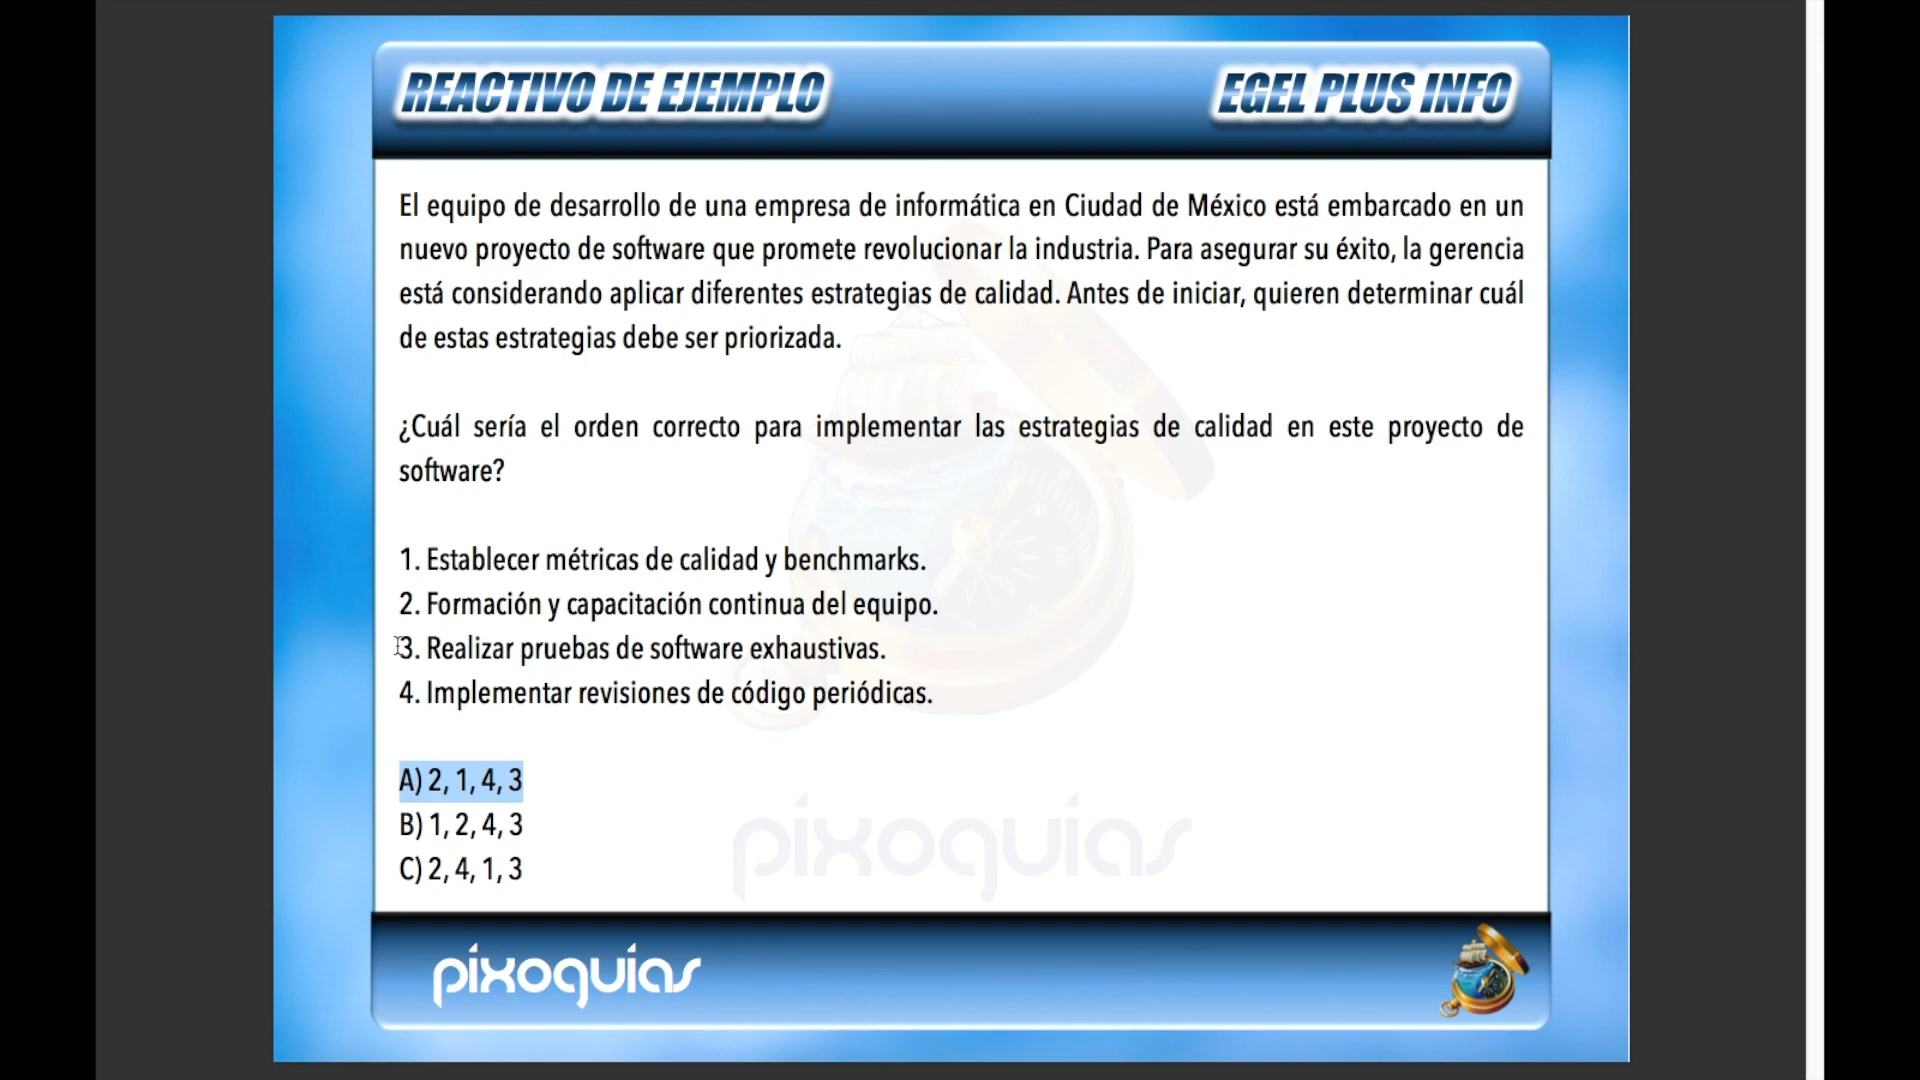 REACTIVO DE EJEMPLO
EGEL PLUS INFO
El equipo de desarrollo de una empresa de informática en Ciudad de México está embarcado en un
nuevo proyecto de software que promete revolucionar la industria. Para asegurar su éxito, la gerencia
está considerando aplicar diferentes estrategias de calidad. Antes de iniciar, quieren determinar cuál
de estas estrategias debe ser priorizada.
¿Cuál sería el orden correcto para implementar las estrategias de calidad en este proyecto de
software?
1. Establecer métricas de calidad y benchmarks.
2. Formación y capacitación continua del equipo.
3. Realizar pruebas de software exhaustivas.
4. Implementar revisiones de código periódicas.
A) 2, 1, 4, 3
B) 1, 2, 4, 3
C) 2, 4, 1, 3
pixoguías
pixoguías